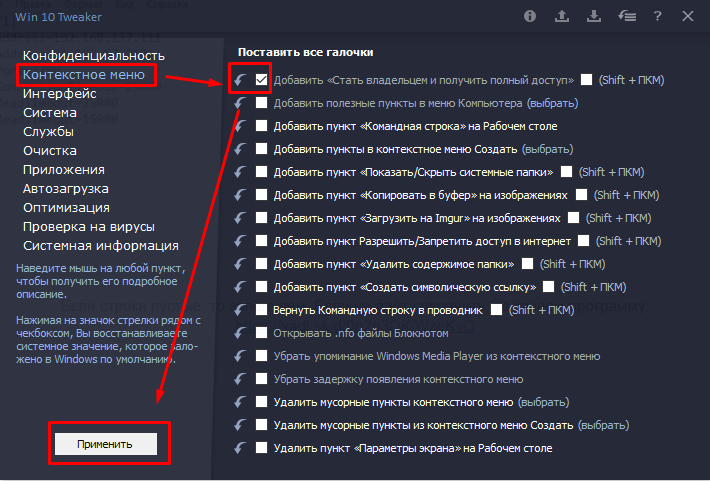 Win 10 Tweaker
?
Конфиденциальность
Контекстное меню
Интерфейс
Система
Службы
Очистка
Приложения
Автозагрузка
Оптимизация
Проверка на вирусы
Системная информация
Наведите мышь на любой пункт,
чтобы получить его подробное
описание.
Нажимая на значок стрелки рядом с
чекбоксом, Вы восстанавливаете
системное значение, которое зало-
жено в Windows по умолчанию.
Применить
Поставить все галочки
Добавить «Стать владельцем и получить полный доступ» (Shift + ПКМ)
Добавить полезные пункты в меню Компьютера (выбрать)
Добавить пункт «Командная строка» на Рабочем столе
Добавить пункты в контекстное меню Создать (выбрать)
Добавить пункт «Показать/Скрыть системные папки» (Shift + ПКМ)
Добавить пункт «Копировать в буфер» на изображениях (Shift + ПКМ)
Добавить пункт «Загрузить на Imgur» на изображениях (Shift + ПКМ)
Добавить пункт Разрешить/Запретить доступ в интернет (Shift + ПКМ)
Добавить пункт «Удалить содержимое папки» (Shift + ПКМ)
Добавить пункт «Создать символическую ссылку» (Shift + ПКМ)
Вернуть Командную строку в проводник (Shift + ПКМ)
Открывать .nfo файлы Блокнотом
Убрать упоминание Windows Media Player из контекстного меню
Убрать задержку появления контекстного меню
Удалить мусорные пункты контекстного меню (выбрать)
Удалить мусорные пункты из контекстного меню Создать (выбрать)
Удалить пункт «Параметры экрана» на Рабочем столе